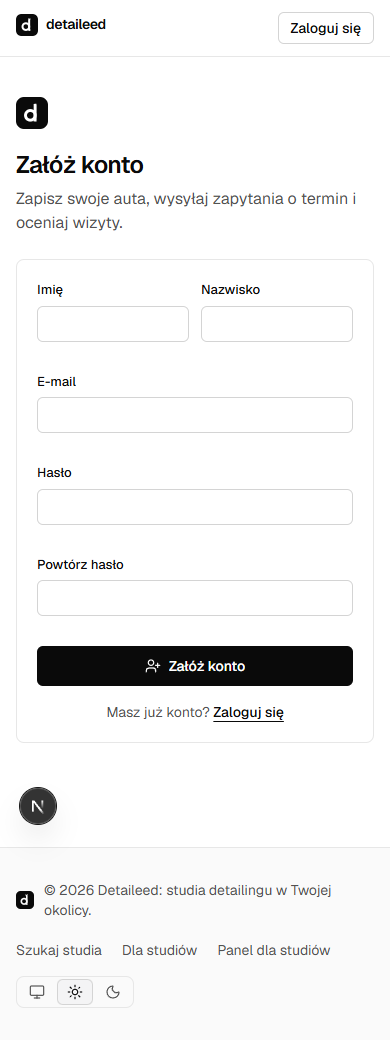 detaileed
Zaloguj się
Załóż konto
Zapisz swoje auta, wysyłaj zapytania o termin i
oceniaj wizyty.
Imię
Nazwisko
E-mail
Hasło
Powtórz hasło
Załóż konto
Masz już konto? Zaloguj się
© 2026 Detaileed: studia detailingu w Twojej
okolicy.
Szukaj studia
Dla studiów
Panel dla studiów